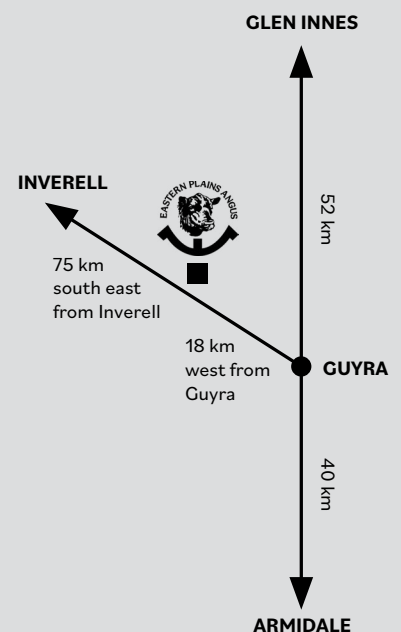 GLEN INNES
INVERELL
EASTERN PLAINS ANGUS
52 km
75 km
south east
from Inverell
18 km
west from
Guyra
GUYRA
40 km
ARMIDALE